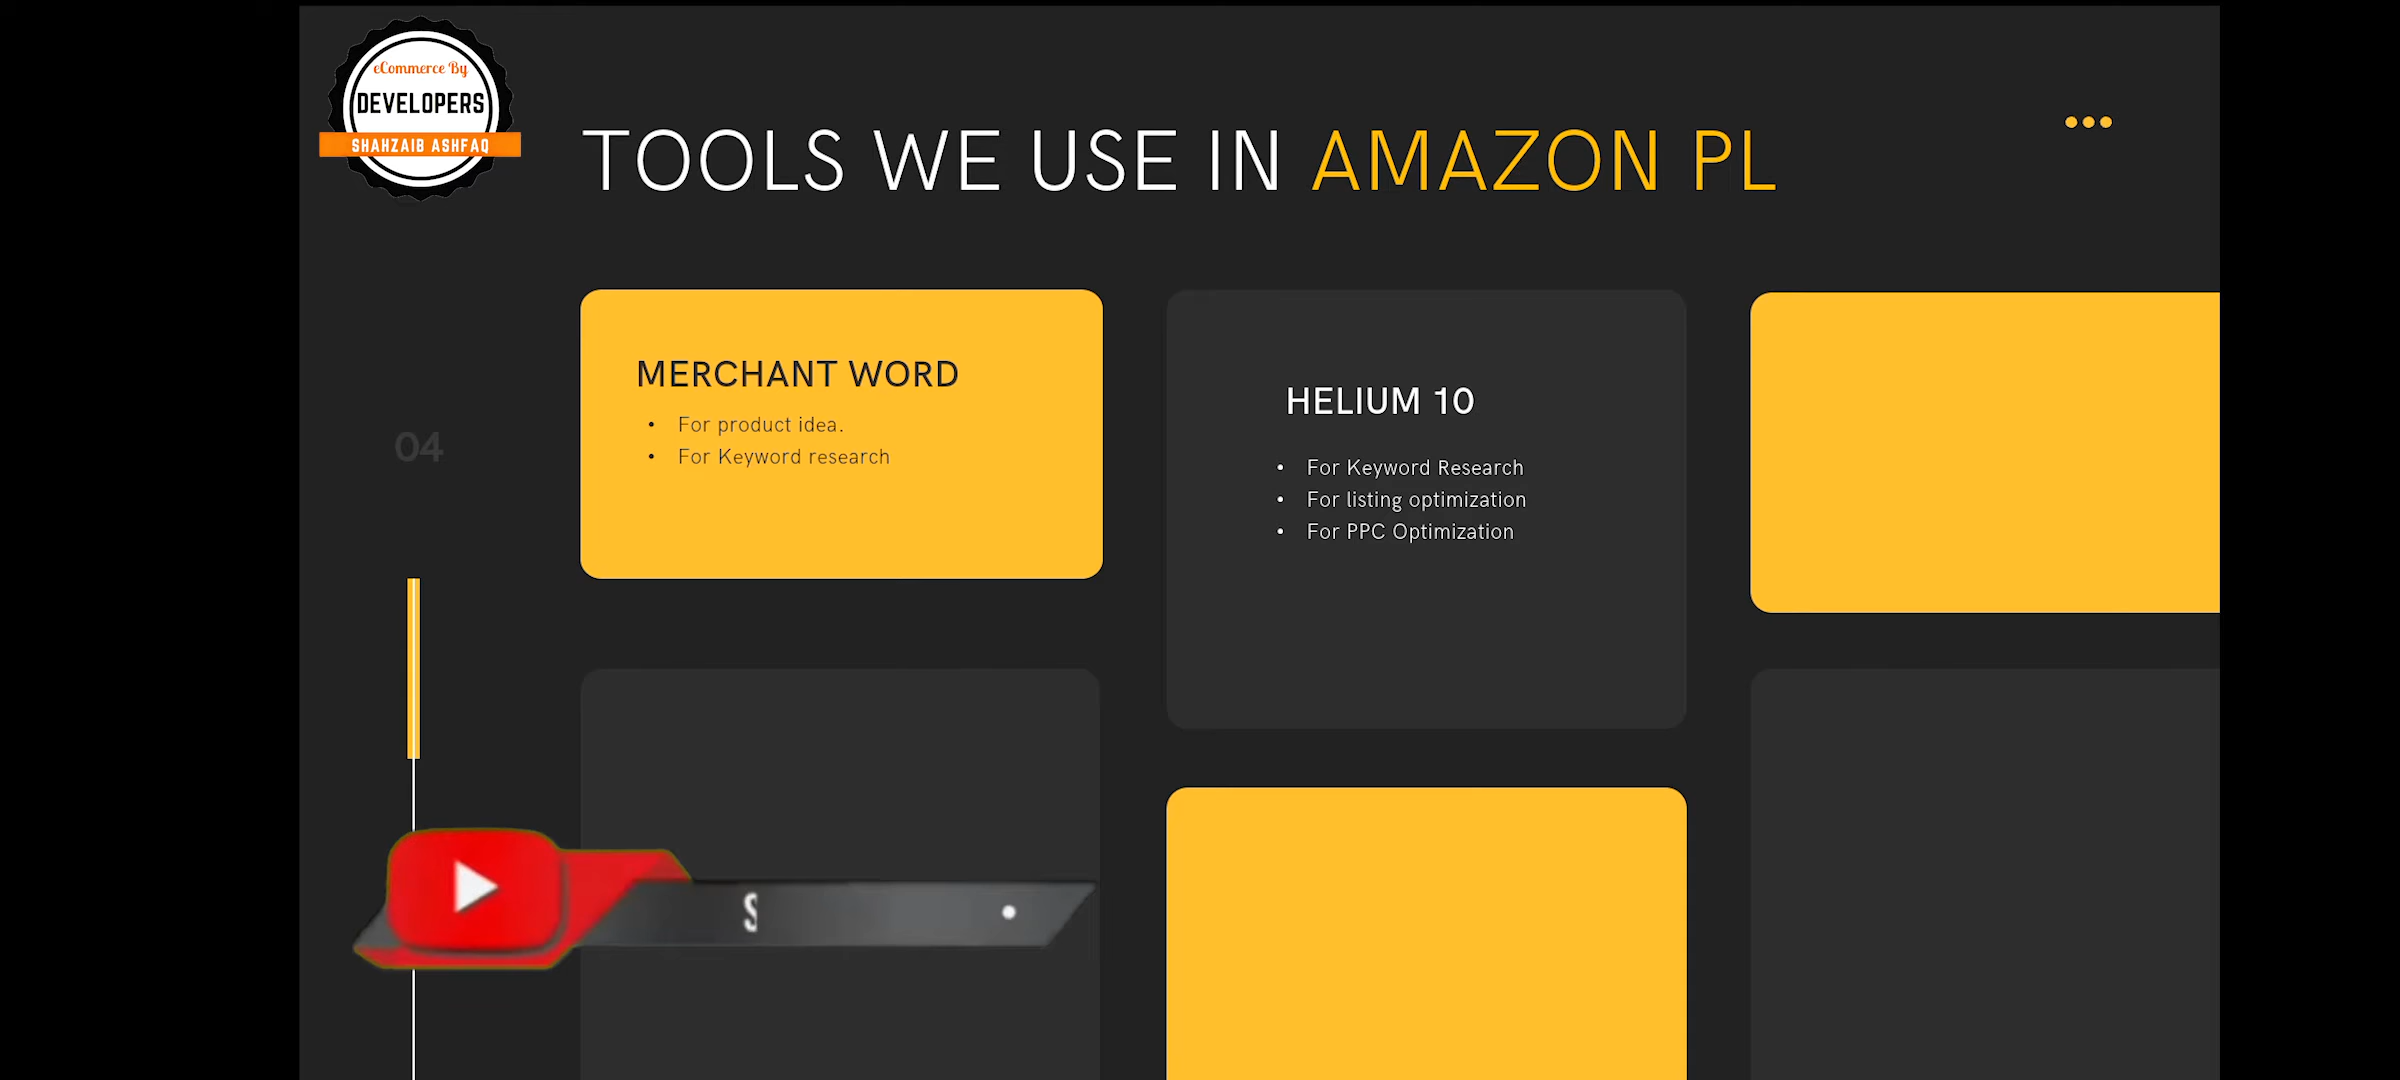 eCommerce By
DEVELOPERS
SHAHZAIB ASHFAQ
TOOLS WE USE IN AMAZON PL
04
MERCHANT WORD
• For product idea.
• For Keyword research
HELIUM 10
• For Keyword Research
• For listing optimization
• For PPC Optimization
S